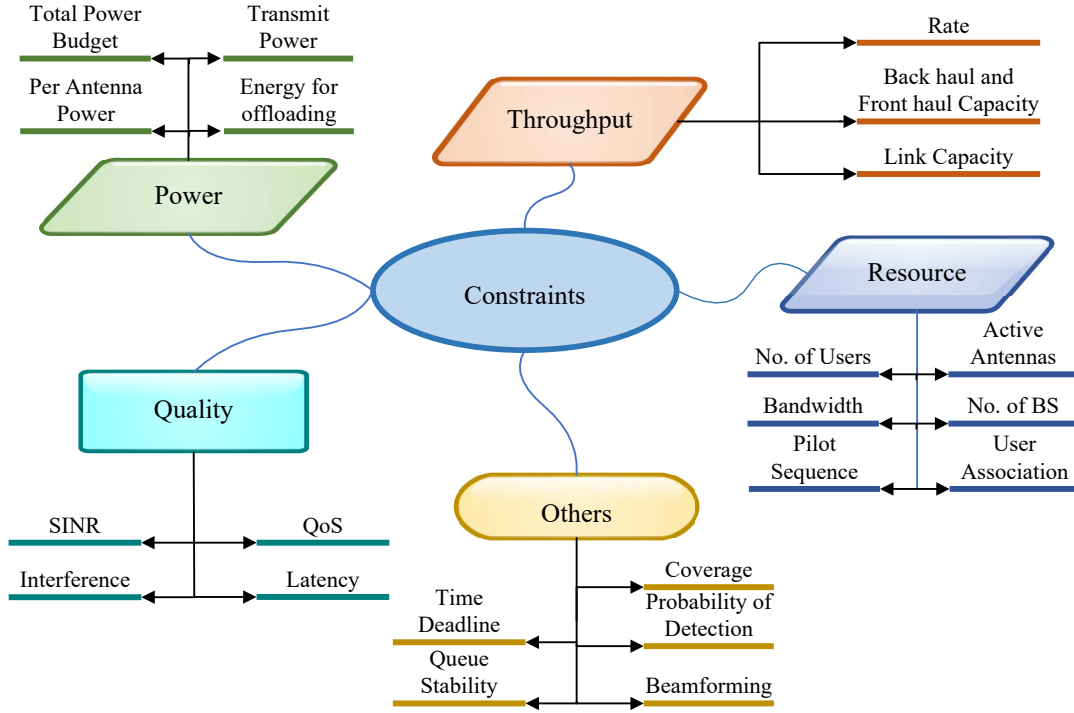 Total Power
Budget
Transmit
Power
Per Antenna
Power
Energy for
offloading
Power
Throughput
Rate
Back haul and
Front haul Capacity
Link Capacity
Constraints
Resource
No. of Users
Active
Antennas
Bandwidth
No. of BS
Pilot
Sequence
User
Association
Quality
SINR
QoS
Interference
Latency
Others
Coverage
Time
Deadline
Probability of
Detection
Queue
Stability
Beamforming